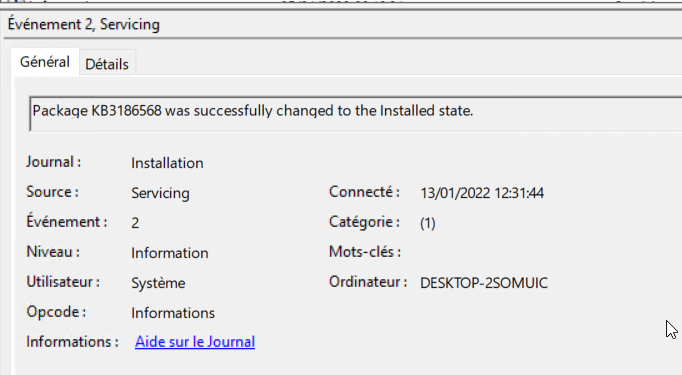 Événement 2, Servicing
Général Détails
Package KB3186568 was successfully changed to the Installed state.
Journal : Installation
Source : Servicing Connecté : 13/01/2022 12:31:44
Événement : 2 Catégorie : (1)
Niveau : Information Mots-clés :
Utilisateur : Système Ordinateur : DESKTOP-2SOMUIC
Opcode : Informations
Informations : Aide sur le Journal